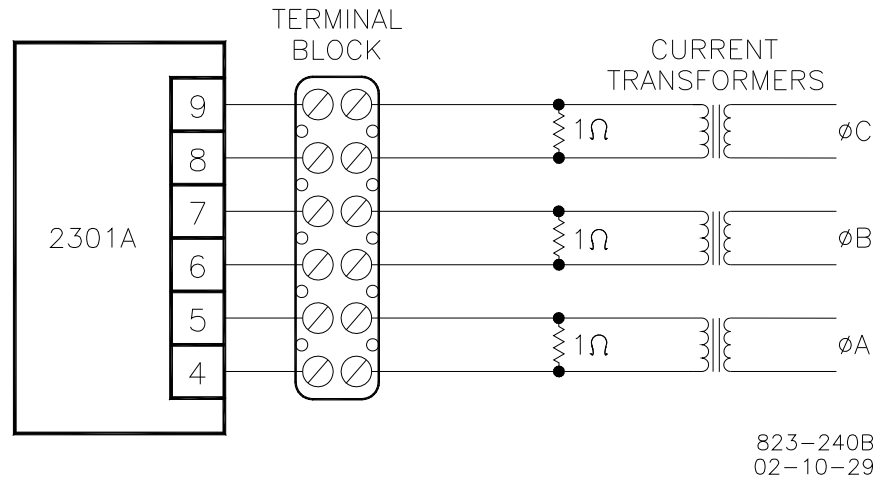 TERMINAL
BLOCK
CURRENT
TRANSFORMERS
9
1Ω
øC
8
2301A
7
1Ω
øB
6
5
1Ω
øA
4
823-240B
02-10-29